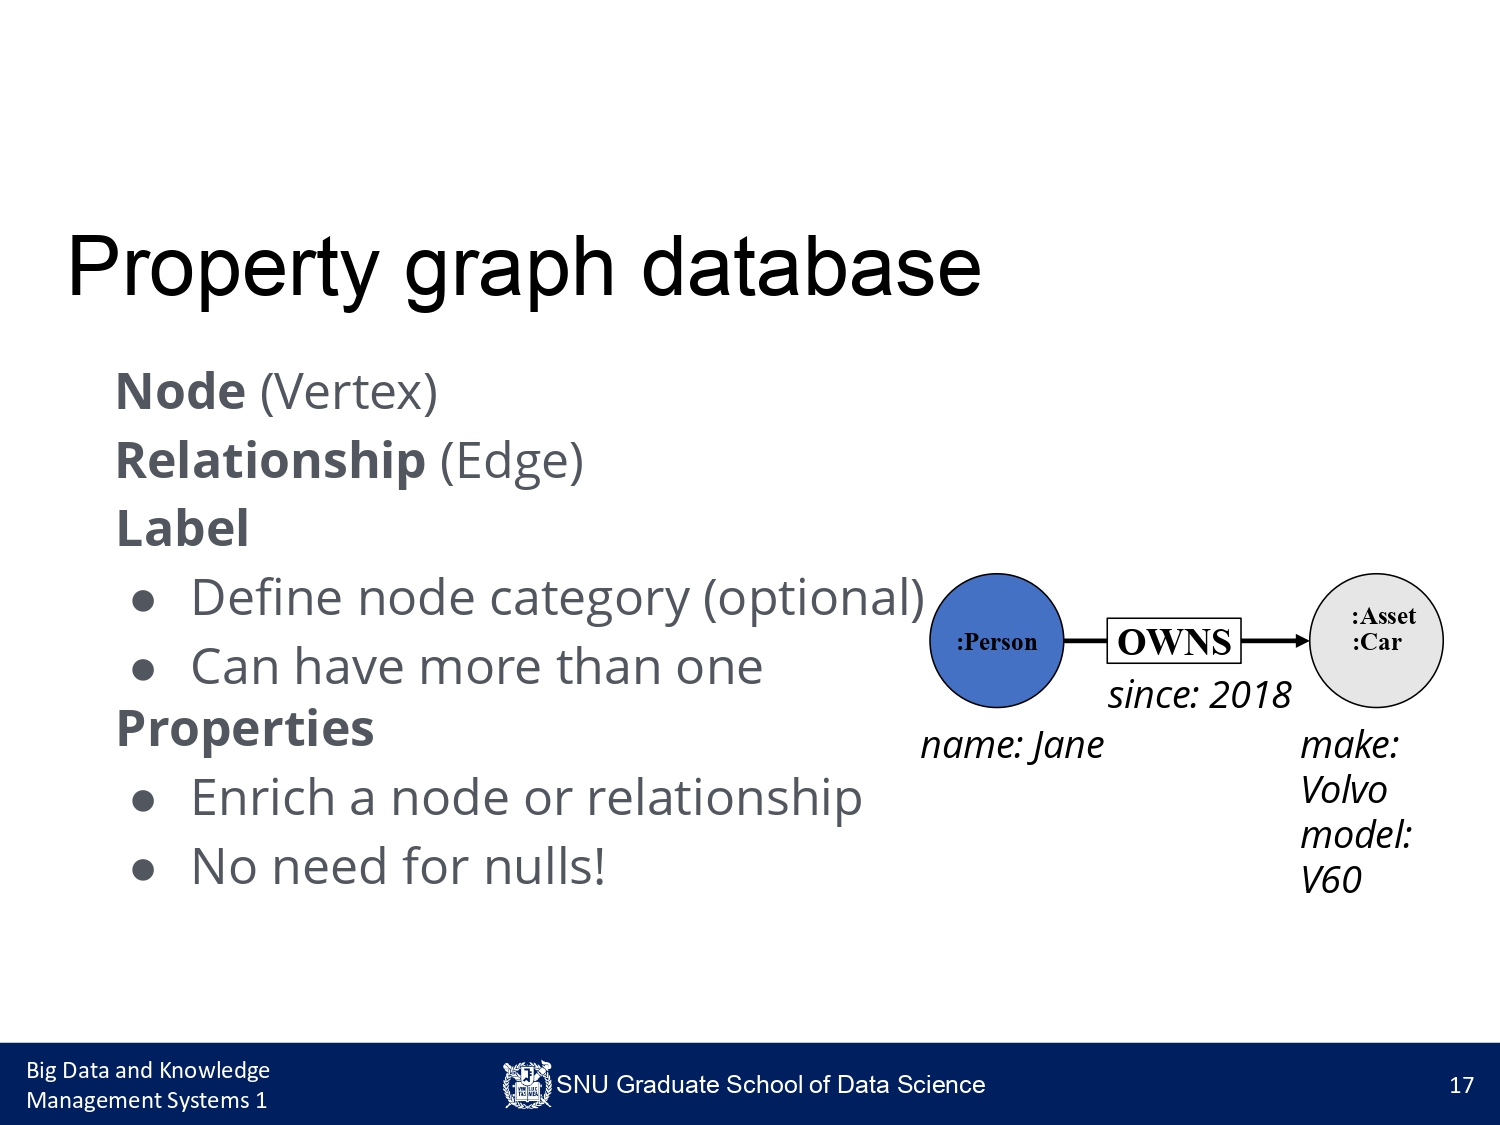 Property graph database
Node (Vertex)
Relationship (Edge)
Label
● Define node category (optional)
● Can have more than one
Properties
● Enrich a node or relationship
● No need for nulls!
:Person
OWNS
since: 2018
:Asset
:Car
name: Jane
make:
Volvo
model:
V60
Big Data and Knowledge
Management Systems 1
SNU Graduate School of Data Science
17